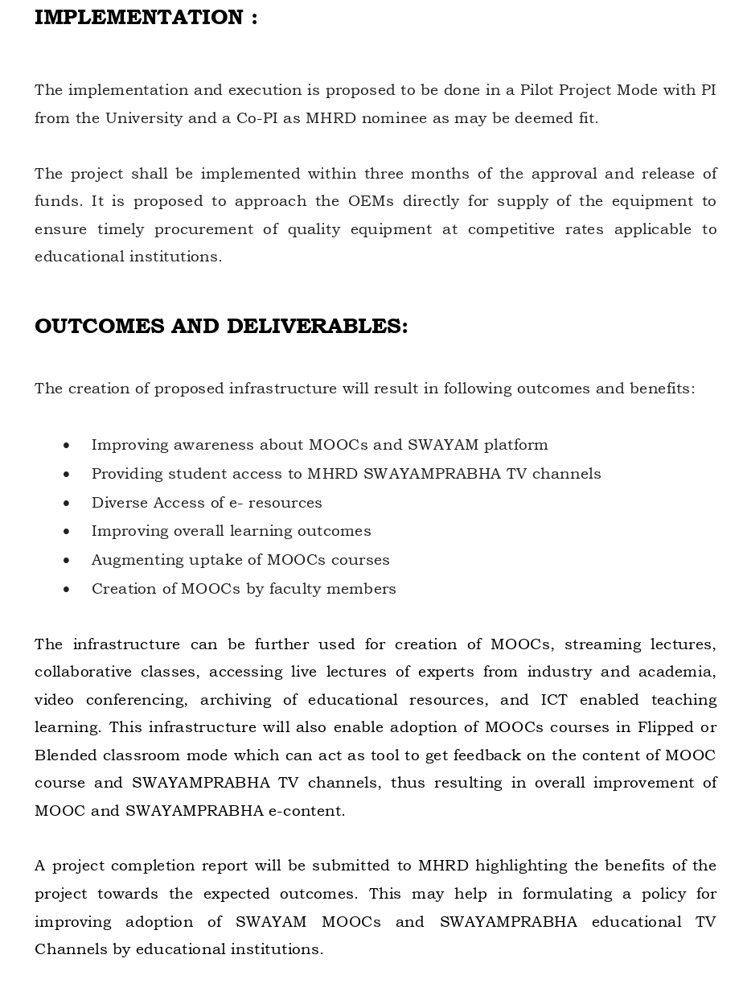 IMPLEMENTATION :
The implementation and execution is proposed to be done in a Pilot Project Mode with PI
from the University and a Co-PI as MHRD nominee as may be deemed fit.
The project shall be implemented within three months of the approval and release of
funds. It is proposed to approach the OEMs directly for supply of the equipment to
ensure timely procurement of quality equipment at competitive rates applicable to
educational institutions.
OUTCOMES AND DELIVERABLES:
The creation of proposed infrastructure will result in following outcomes and benefits:
• Improving awareness about MOOCs and SWAYAM platform
• Providing student access to MHRD SWAYAMPRABHA TV channels
• Diverse Access of e- resources
• Improving overall learning outcomes
• Augmenting uptake of MOOCs courses
• Creation of MOOCs by faculty members
The infrastructure can be further used for creation of MOOCs, streaming lectures,
collaborative classes, accessing live lectures of experts from industry and academia,
video conferencing, archiving of educational resources, and ICT enabled teaching
learning. This infrastructure will also enable adoption of MOOCs courses in Flipped or
Blended classroom mode which can act as tool to get feedback on the content of MOOC
course and SWAYAMPRABHA TV channels, thus resulting in overall improvement of
MOOC and SWAYAMPRABHA e-content.
A project completion report will be submitted to MHRD highlighting the benefits of the
project towards the expected outcomes. This may help in formulating a policy for
improving adoption of SWAYAM MOOCs and SWAYAMPRABHA educational TV
Channels by educational institutions.